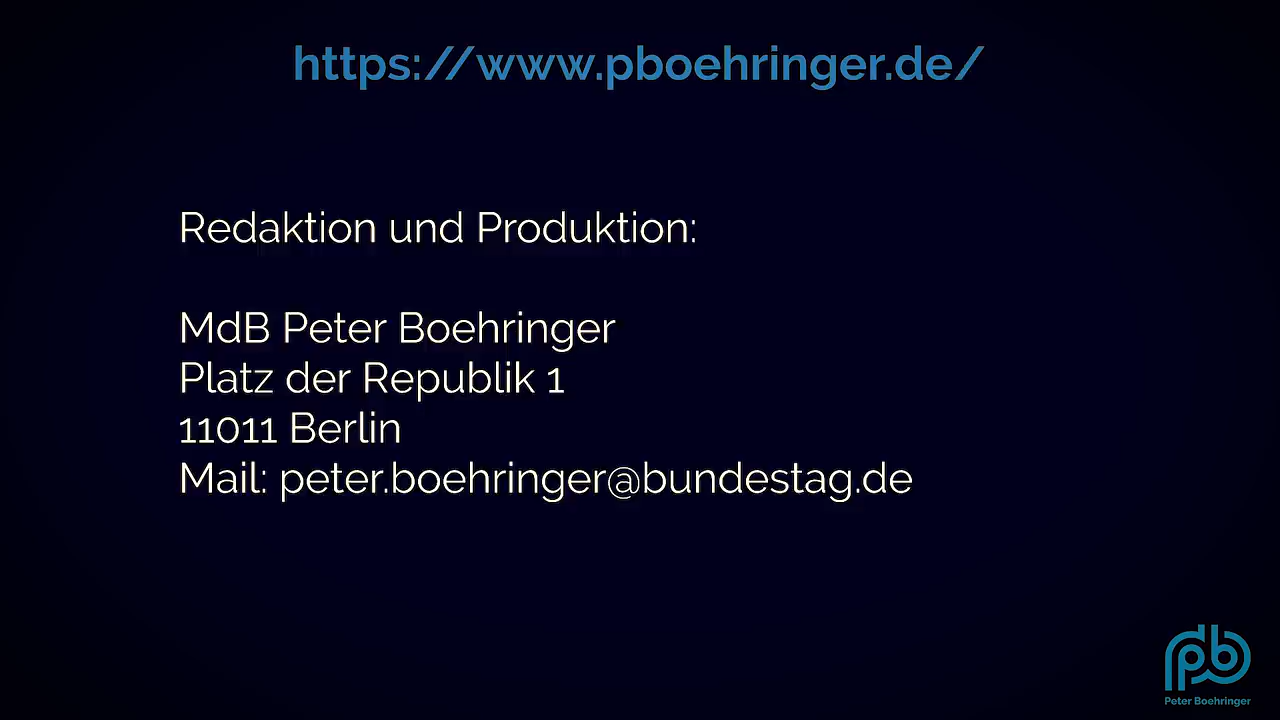 https://www.pboehringer.de/
Redaktion und Produktion:
MdB Peter Boehringer
Platz der Republik 1
11011 Berlin
Mail: peter.boehringer@bundestag.de
pb
Peter Boehringer